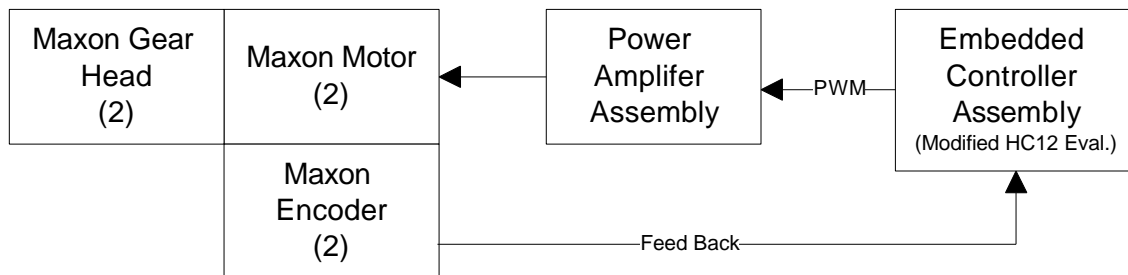 Maxon Gear
Head
(2)
Maxon Motor
(2)
Power
Amplifer
Assembly
PWM
Embedded
Controller
Assembly
(Modified HC12 Eval.)
Maxon
Encoder
(2)
Feed Back